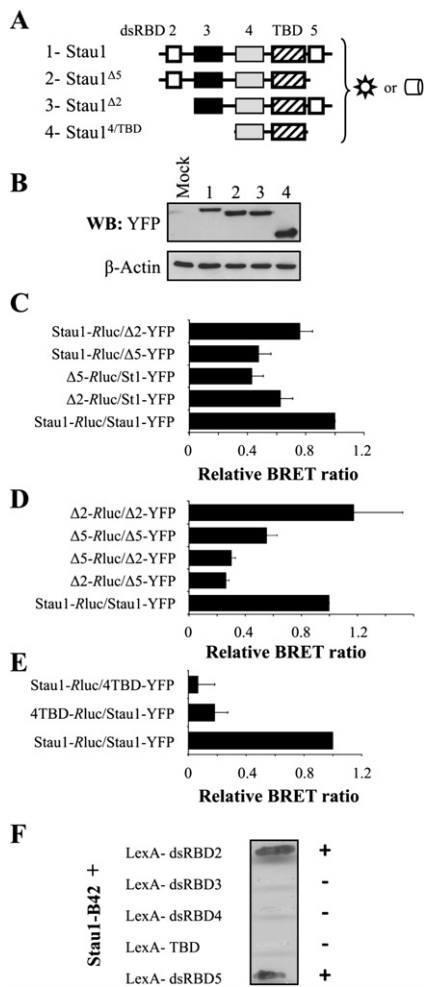 A
dsRBD 2 3 4 TBD 5
1- Stau1
2- Stau1Δ5
3- Stau1Δ2
4- Stau14/TBD
or
B
Mock 1 2 3 4
WB: YFP
β-Actin
C
Stau1-Rluc/Δ2-YFP
Stau1-Rluc/Δ5-YFP
Δ5-Rluc/St1-YFP
Δ2-Rluc/St1-YFP
Stau1-Rluc/Stau1-YFP
0 0.4 0.8 1.2
Relative BRET ratio
D
Δ2-Rluc/Δ2-YFP
Δ5-Rluc/Δ5-YFP
Δ5-Rluc/Δ2-YFP
Δ2-Rluc/Δ5-YFP
Stau1-Rluc/Stau1-YFP
0 0.4 0.8 1.2
Relative BRET ratio
E
Stau1-Rluc/4TBD-YFP
4TBD-Rluc/Stau1-YFP
Stau1-Rluc/Stau1-YFP
0 0.4 0.8 1.2
Relative BRET ratio
F
Stau1-B42 +
LexA- dsRBD2 +
LexA- dsRBD3 -
LexA- dsRBD4 -
LexA- TBD -
LexA- dsRBD5 +